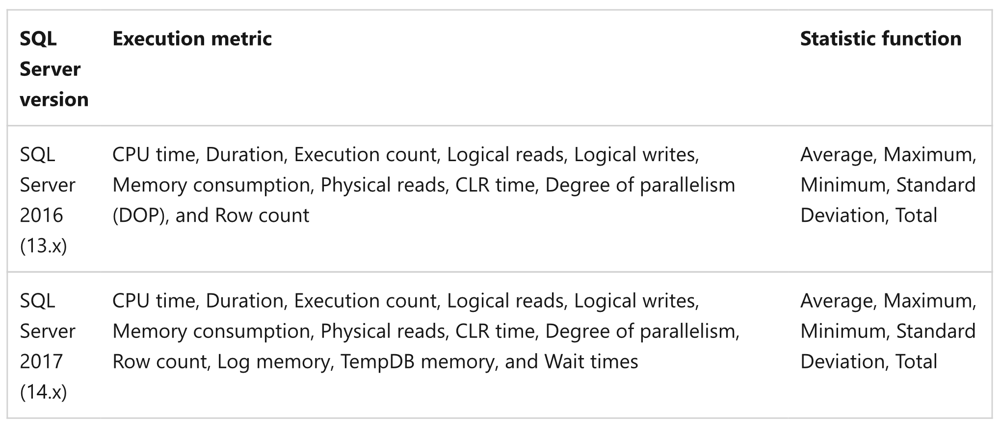 SQL
Server
version
Execution metric
Statistic function
SQL
Server
2016
(13.x)
CPU time, Duration, Execution count, Logical reads, Logical writes,
Memory consumption, Physical reads, CLR time, Degree of parallelism
(DOP), and Row count
Average, Maximum,
Minimum, Standard
Deviation, Total
SQL
Server
2017
(14.x)
CPU time, Duration, Execution count, Logical reads, Logical writes,
Memory consumption, Physical reads, CLR time, Degree of parallelism,
Row count, Log memory, TempDB memory, and Wait times
Average, Maximum,
Minimum, Standard
Deviation, Total